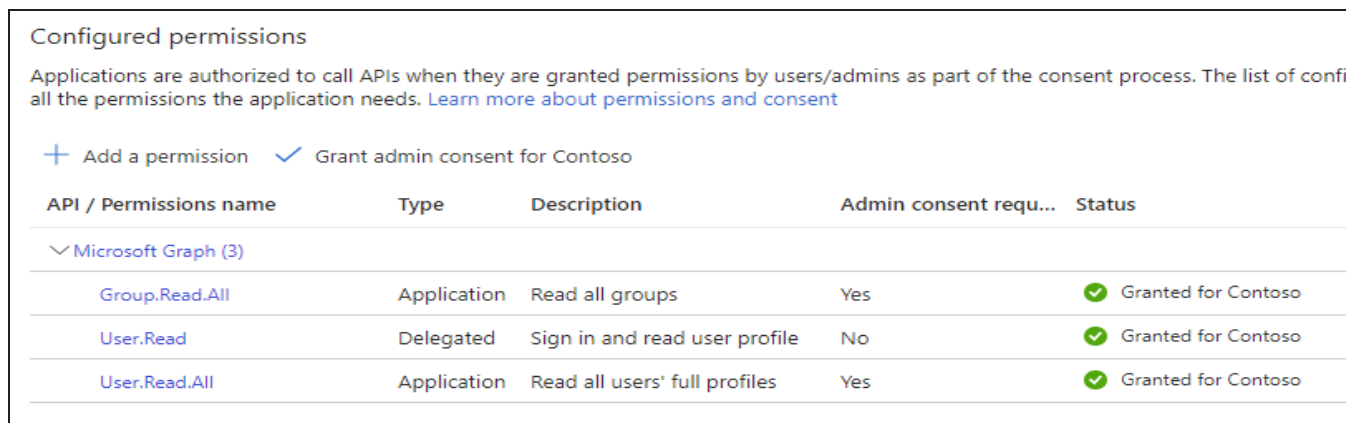 Configured permissions
Applications are authorized to call APIs when they are granted permissions by users/admins as part of the consent process. The list of confi
all the permissions the application needs. Learn more about permissions and consent
Add a permission Grant admin consent for Contoso
API / Permissions name Type Description Admin consent requ... Status
Microsoft Graph (3)
Group.Read.All Application Read all groups Yes Granted for Contoso
User.Read Delegated Sign in and read user profile No Granted for Contoso
User.Read.All Application Read all users' full profiles Yes Granted for Contoso